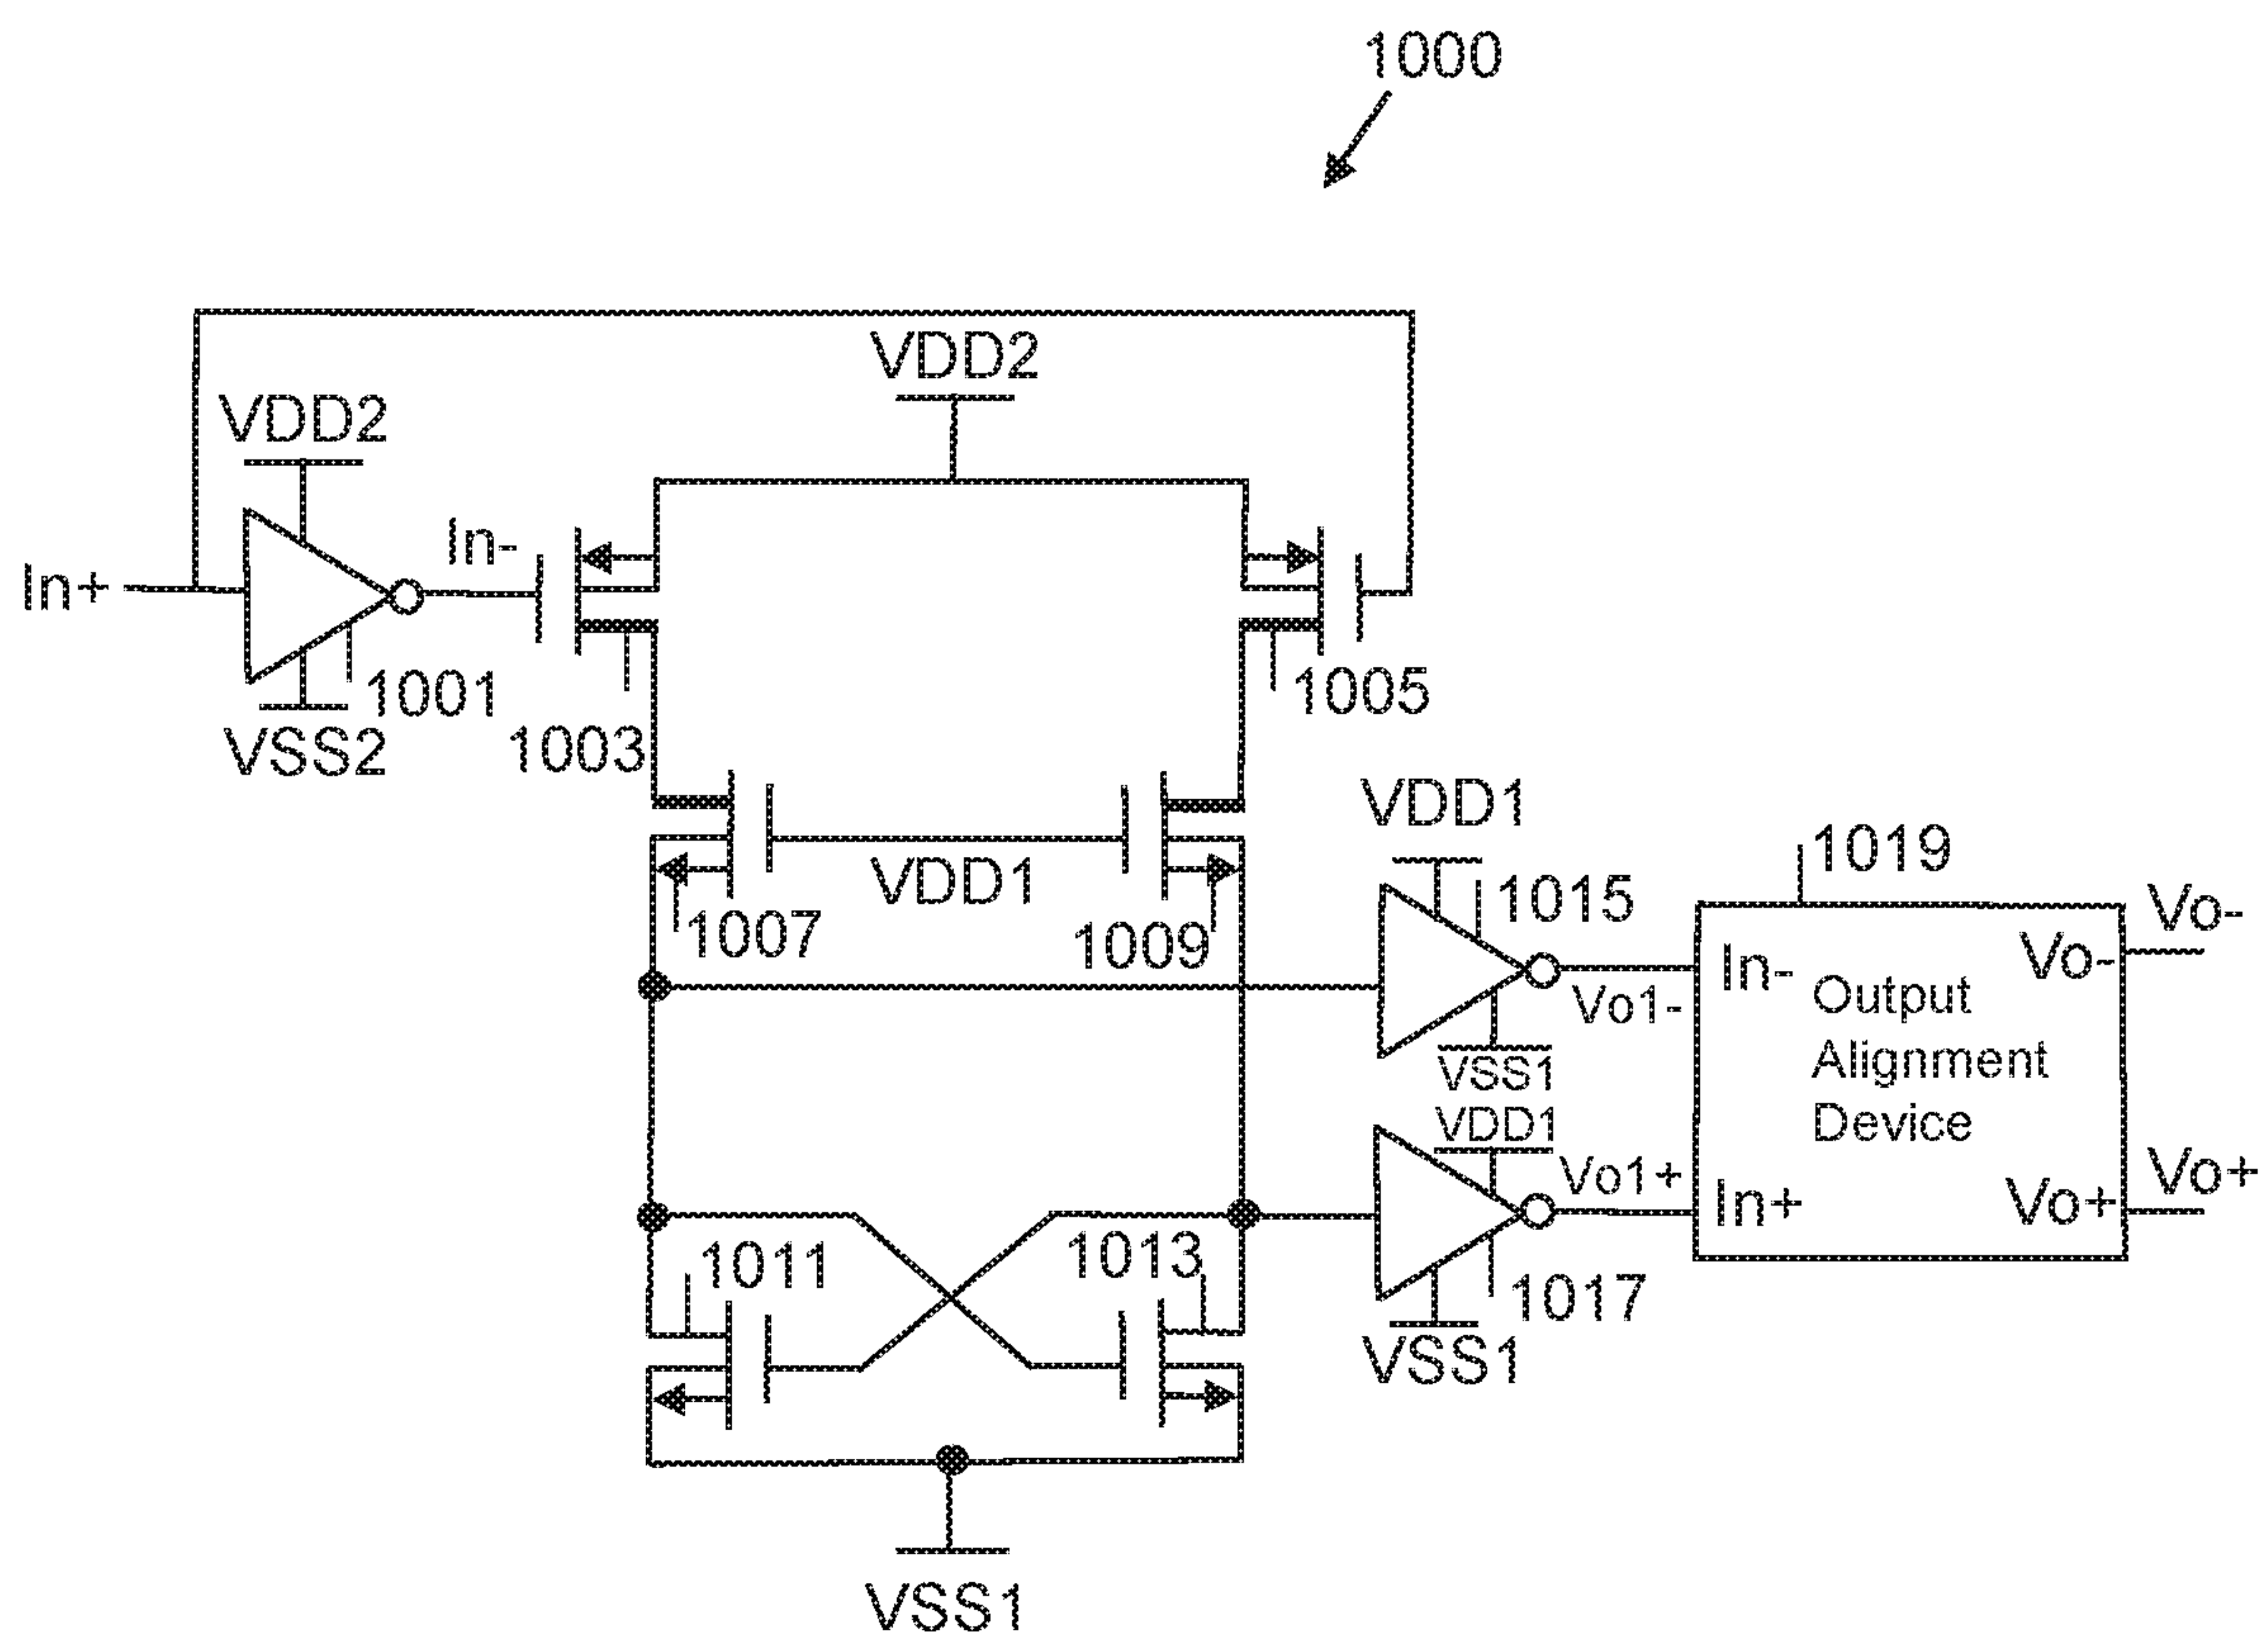 1000
VDD2
VDD2
In-
In+
1001
1005
VSS2
1003
VDD1
VDD1
1019
1015
1007
1009
Vo-
In-
Vo-
Vo1-
Output
Alignment
Device
VSS1
VDD1
Vo1+
Vo+
In+
Vo+
1011
1013
1017
VSS1
VSS1